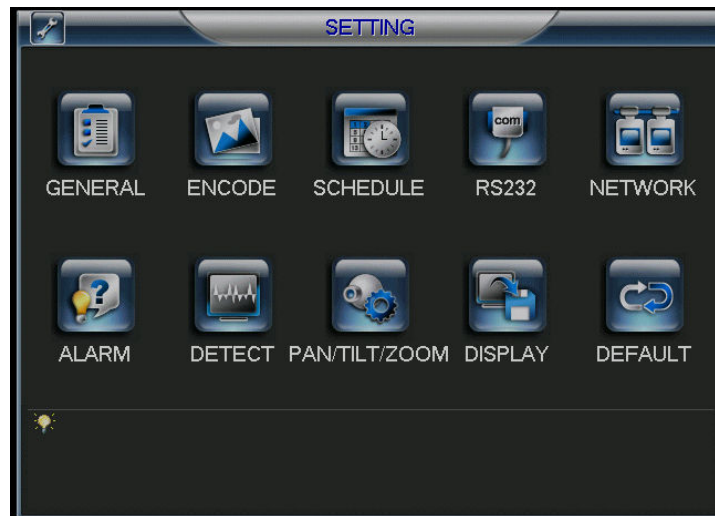 SETTING
com
GENERAL ENCODE SCHEDULE RS232 NETWORK
?
ALARM DETECT PAN/TILT/ZOOM DISPLAY DEFAULT